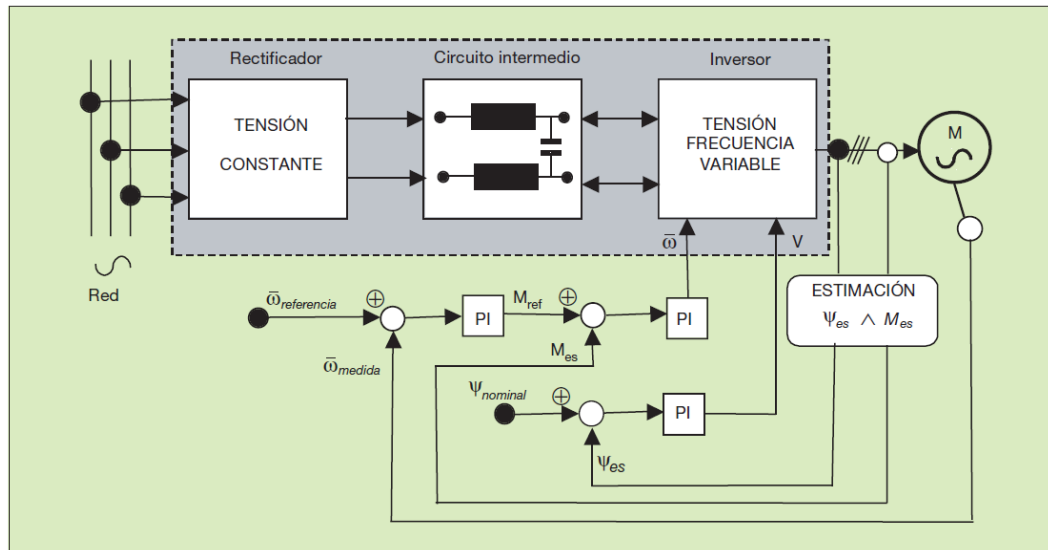 Rectificador
Circuito intermedio
Inversor
TENSIÓN
CONSTANTE
TENSIÓN
FRECUENCIA
VARIABLE
M
Red
ω̅
V
ω̅referencia
⊕
PI
Mref
⊕
PI
ESTIMACIÓN
Ψes ∧ Mes
ω̅medida
Mes
Ψnominal
⊕
PI
Ψes